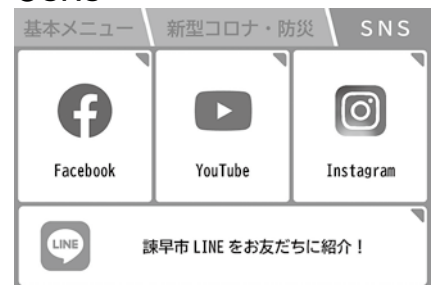 基本メニュー
新型コロナ・防災
SNS
Facebook
YouTube
Instagram
LINE
諫早市 LINE をお友だちに紹介！